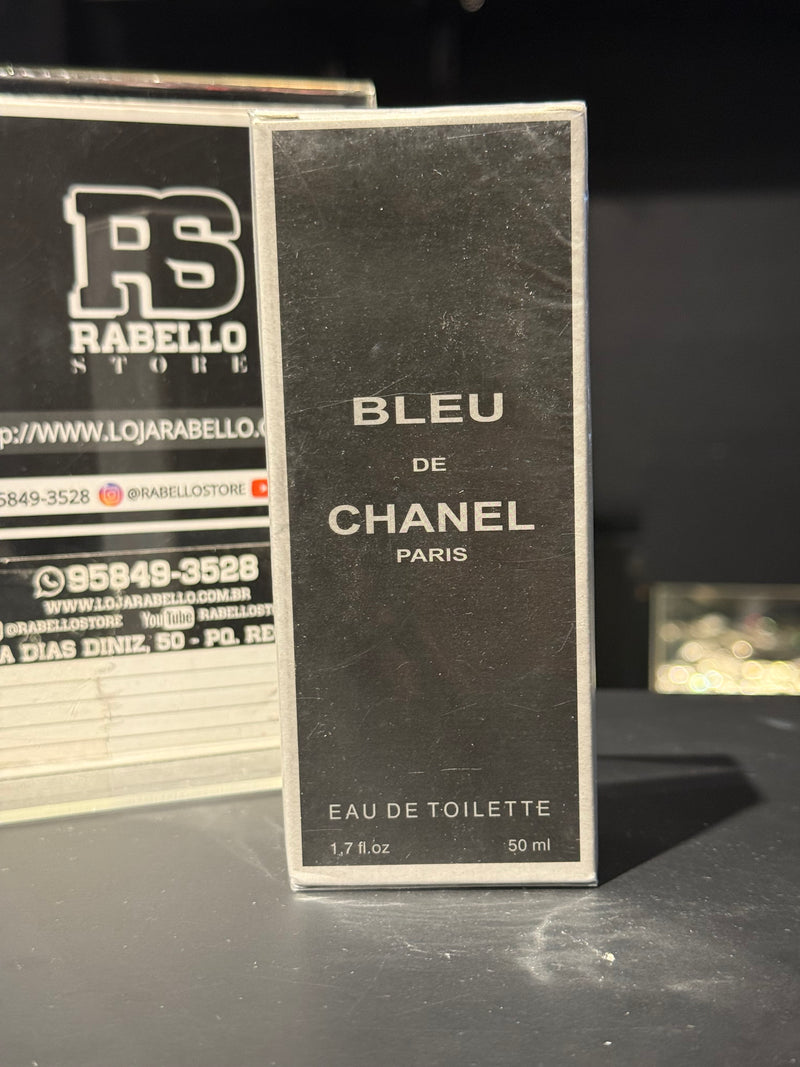 RS
RABELLO
STORE
p://WWW.LOJARABELLO.C
5849-3528 @RABELLOSTORE
95849-3528
WWW.LOJARABELLO.COM.BR
@RABELLOSTORE YouTube RABELLOST
A DIAS DINIZ, 50 - PQ. RE
BLEU
DE
CHANEL
PARIS
EAU DE TOILETTE
1,7 fl.oz 50 ml